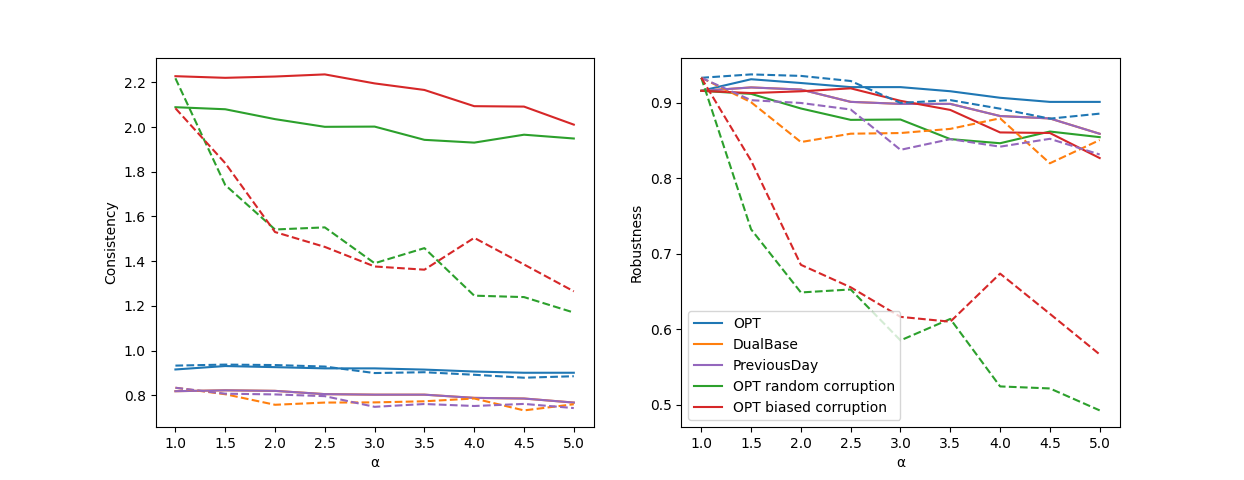 Consistency
2.2
2.0
1.8
1.6
1.4
1.2
1.0
0.8
1.0 1.5 2.0 2.5 3.0 3.5 4.0 4.5 5.0
α
Robustness
0.9
0.8
0.7
0.6
0.5
OPT
DualBase
PreviousDay
OPT random corruption
OPT biased corruption
1.0 1.5 2.0 2.5 3.0 3.5 4.0 4.5 5.0
α